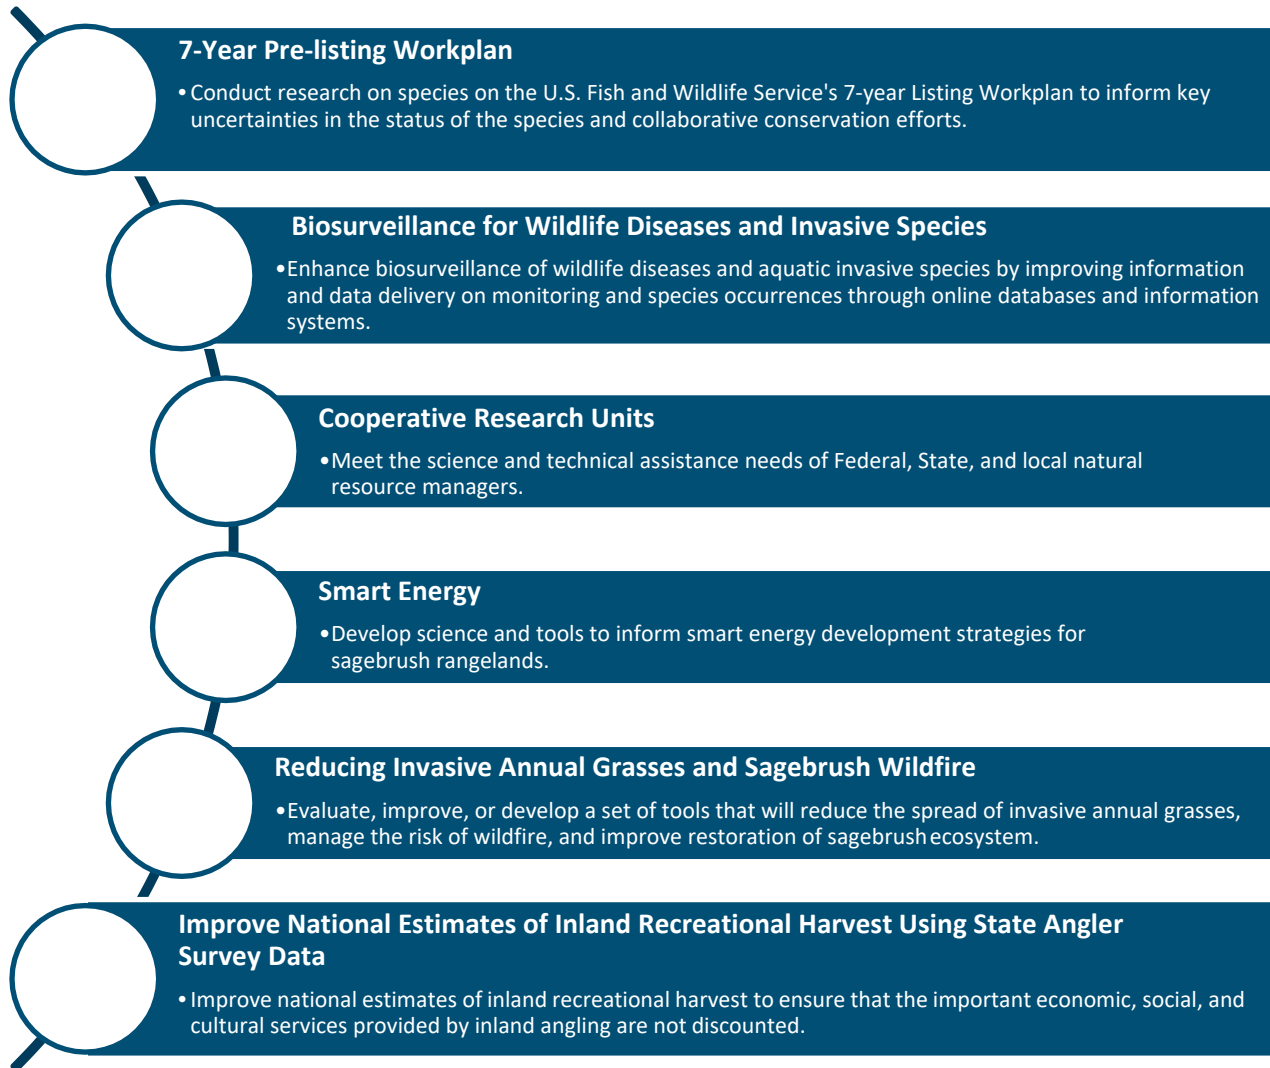 7-Year Pre-listing Workplan
•Conduct research on species on the U.S. Fish and Wildlife Service's 7-year Listing Workplan to inform key
uncertainties in the status of the species and collaborative conservation efforts.
Biosurveillance for Wildlife Diseases and Invasive Species
•Enhance biosurveillance of wildlife diseases and aquatic invasive species by improving information
and data delivery on monitoring and species occurrences through online databases and information
systems.
Cooperative Research Units
•Meet the science and technical assistance needs of Federal, State, and local natural
resource managers.
Smart Energy
•Develop science and tools to inform smart energy development strategies for
sagebrush rangelands.
Reducing Invasive Annual Grasses and Sagebrush Wildfire
•Evaluate, improve, or develop a set of tools that will reduce the spread of invasive annual grasses,
manage the risk of wildfire, and improve restoration of sagebrush ecosystem.
Improve National Estimates of Inland Recreational Harvest Using State Angler
Survey Data
•Improve national estimates of inland recreational harvest to ensure that the important economic, social, and
cultural services provided by inland angling are not discounted.